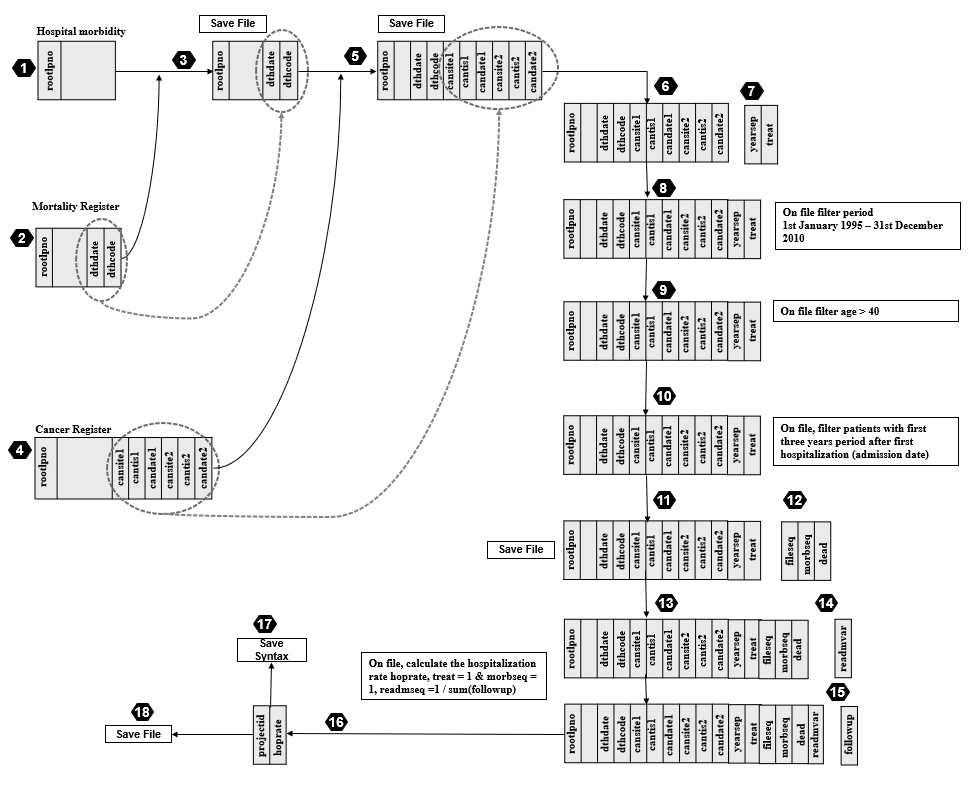 Hospital morbidity
1
rootlpno
3
Save File
rootlpno
dthdate
dthcode
5
Save File
rootlpno
dthdate
dthcode
cansite1
cantis1
candate1
cansite2
cantis2
candate2
6
rootlpno
dthdate
dthcode
cansite1
cantis1
candate1
cansite2
cantis2
candate2
7
yearsep
treat
Mortality Register
2
rootlpno
dthdate
dthcode
8
rootlpno
dthdate
dthcode
cansite1
cantis1
candate1
cansite2
cantis2
candate2
yearsep
treat
On file filter period
1st January 1995 – 31st December
2010
9
rootlpno
dthdate
dthcode
cansite1
cantis1
candate1
cansite2
cantis2
candate2
yearsep
treat
On file filter age > 40
Cancer Register
4
rootlpno
cansite1
cantis1
candate1
cansite2
cantis2
candate2
10
rootlpno
dthdate
dthcode
cansite1
cantis1
candate1
cansite2
cantis2
candate2
yearsep
treat
On file, filter patients with first
three years period after first
hospitalization (admission date)
11
Save File
rootlpno
dthdate
dthcode
cansite1
cantis1
candate1
cansite2
cantis2
candate2
yearsep
treat
12
fileseq
morbseq
dead
13
rootlpno
dthdate
dthcode
cansite1
cantis1
candate1
cansite2
cantis2
candate2
yearsep
treat
fileseq
morbseq
dead
14
readmvar
15
rootlpno
dthdate
dthcode
cansite1
cantis1
candate1
cansite2
cantis2
candate2
yearsep
treat
fileseq
morbseq
dead
readmvar
followup
On file, calculate the hospitalization
rate hoprate, treat = 1 & morbseq =
1, readmseq =1 / sum(followup)
16
projectid
hoprate
17
Save
Syntax
18
Save File